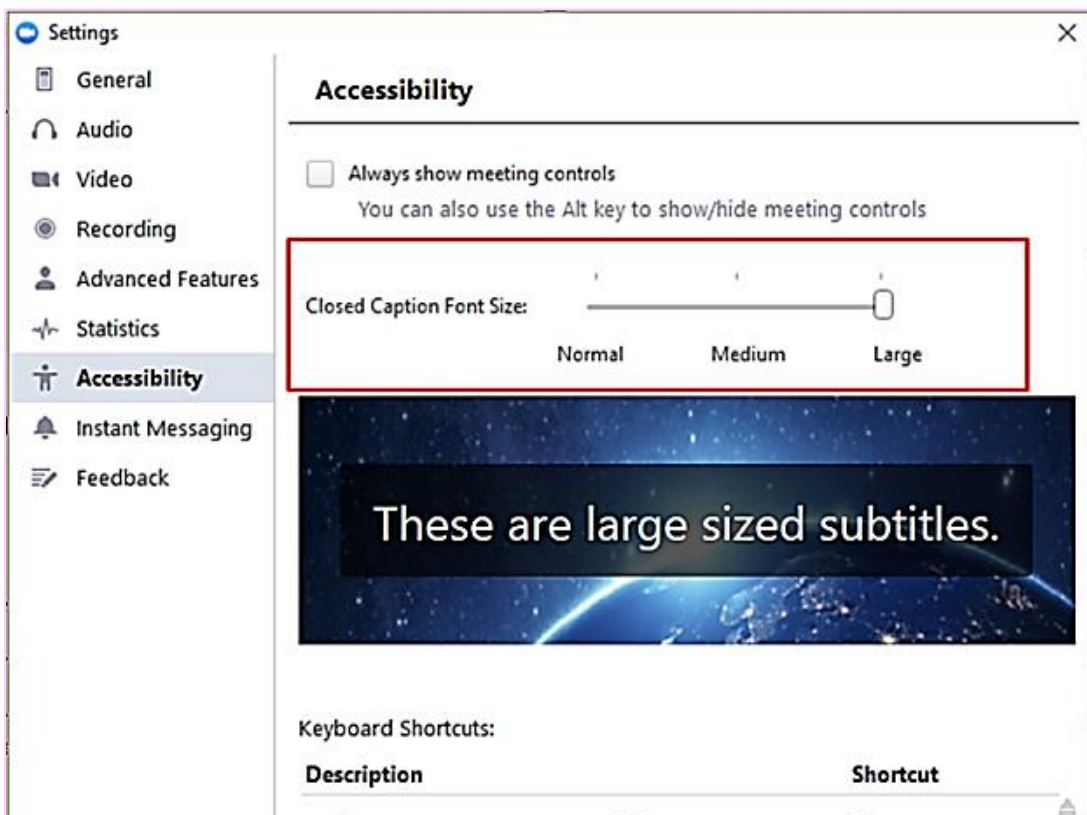 Settings
General
Audio
Video
Recording
Advanced Features
Statistics
Accessibility
Instant Messaging
Feedback
Accessibility
Always show meeting controls
You can also use the Alt key to show/hide meeting controls
Closed Caption Font Size:
Normal Medium Large
These are large sized subtitles.
Keyboard Shortcuts:
Description Shortcut